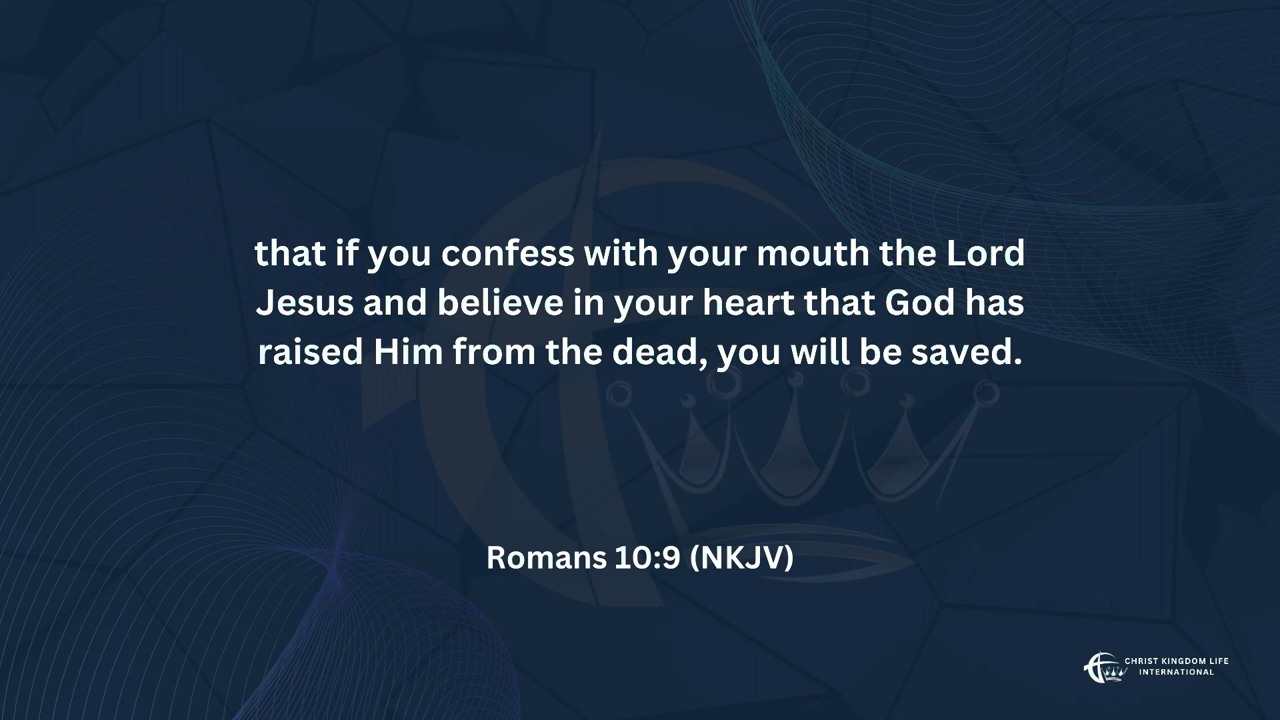 that if you confess with your mouth the Lord
Jesus and believe in your heart that God has
raised Him from the dead, you will be saved.
Romans 10:9 (NKJV)
CHRIST KINGDOM LIFE
INTERNATIONAL